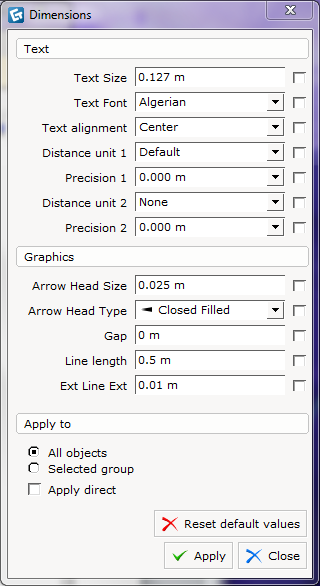 Dimensions
Text
Text Size 0.127 m
Text Font Algerian
Text alignment Center
Distance unit 1 Default
Precision 1 0.000 m
Distance unit 2 None
Precision 2 0.000 m
Graphics
Arrow Head Size 0.025 m
Arrow Head Type Closed Filled
Gap 0 m
Line length 0.5 m
Ext Line Ext 0.01 m
Apply to
All objects
Selected group
Apply direct
Reset default values
Apply Close